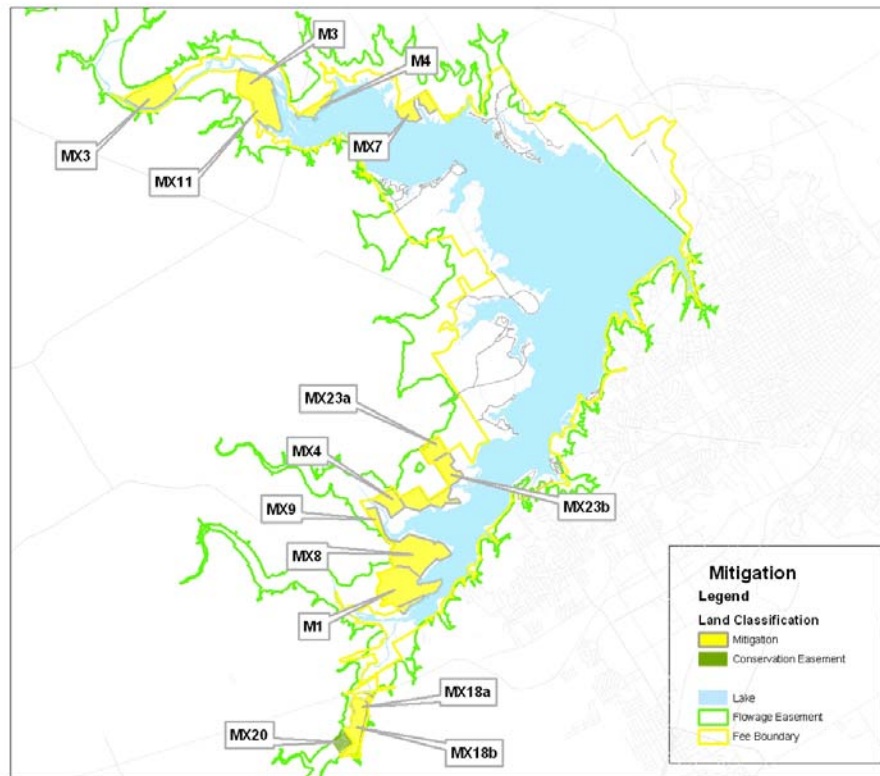 M3
M4
MX3
MX7
MX11
MX23a
MX4
MX9
MX23b
MX8
M1
MX18a
MX20
MX18b
Mitigation
Legend
Land Classification
Mitigation
Conservation Easement
Lake
Flowage Easement
Fee Boundary